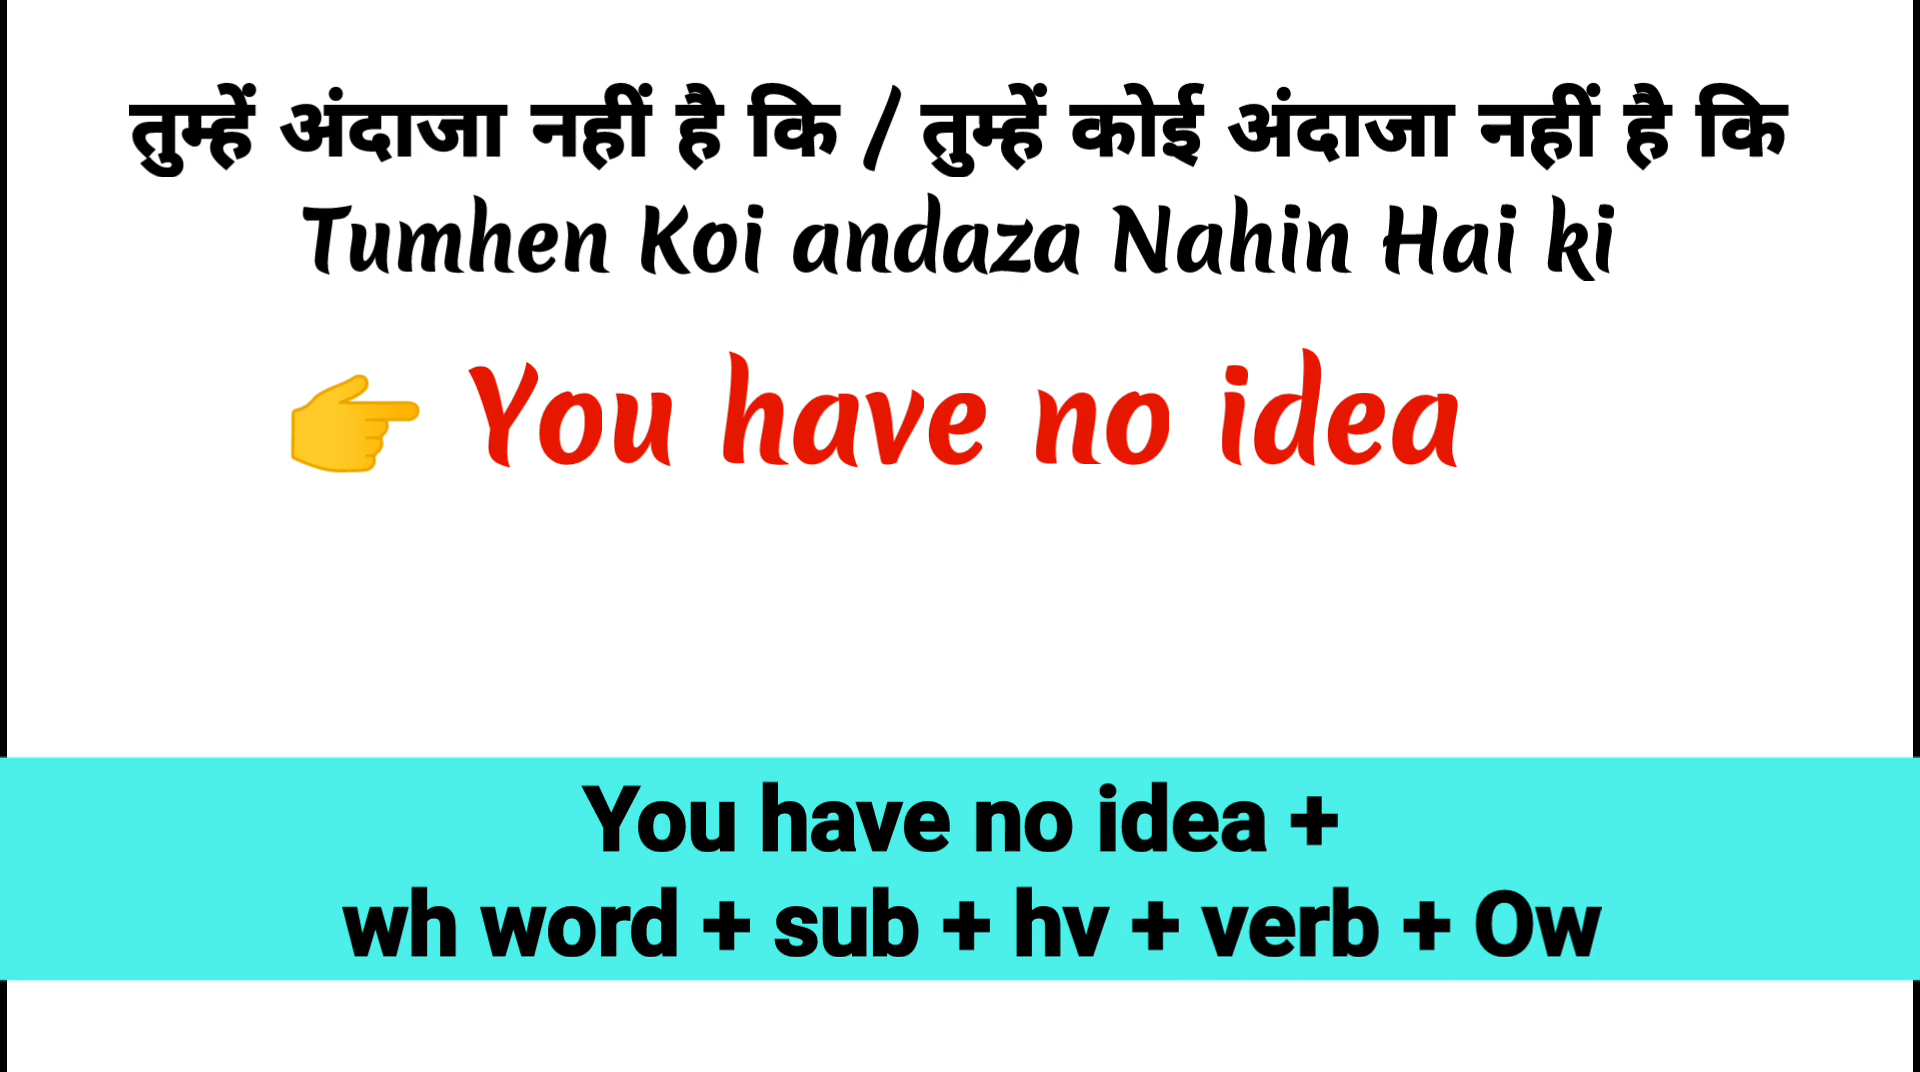 तुम्हें अंदाजा नहीं है कि / तुम्हें कोई अंदाजा नहीं है कि
Tumhen Koi andaza Nahin Hai ki
👉 You have no idea
You have no idea +
wh word + sub + hv + verb + Ow